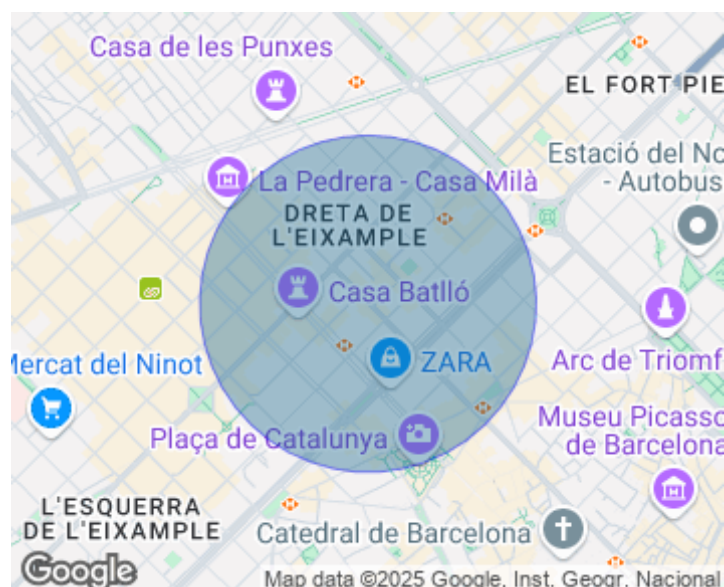 Casa de les Punxes
EL FORT PIE
Estació del No
- Autobus
La Pedrera - Casa Milà
DRETA DE
L'EIXAMPLE
Casa Batlló
Mercat del Ninot
ZARA
Arc de Triomf
Plaça de Catalunya
Museu Picasso
de Barcelona
L'ESQUERRA
DE L'EIXAMPLE
Catedral de Barcelona
Google
Map data ©2025 Google, Inst. Geogr. Nacional